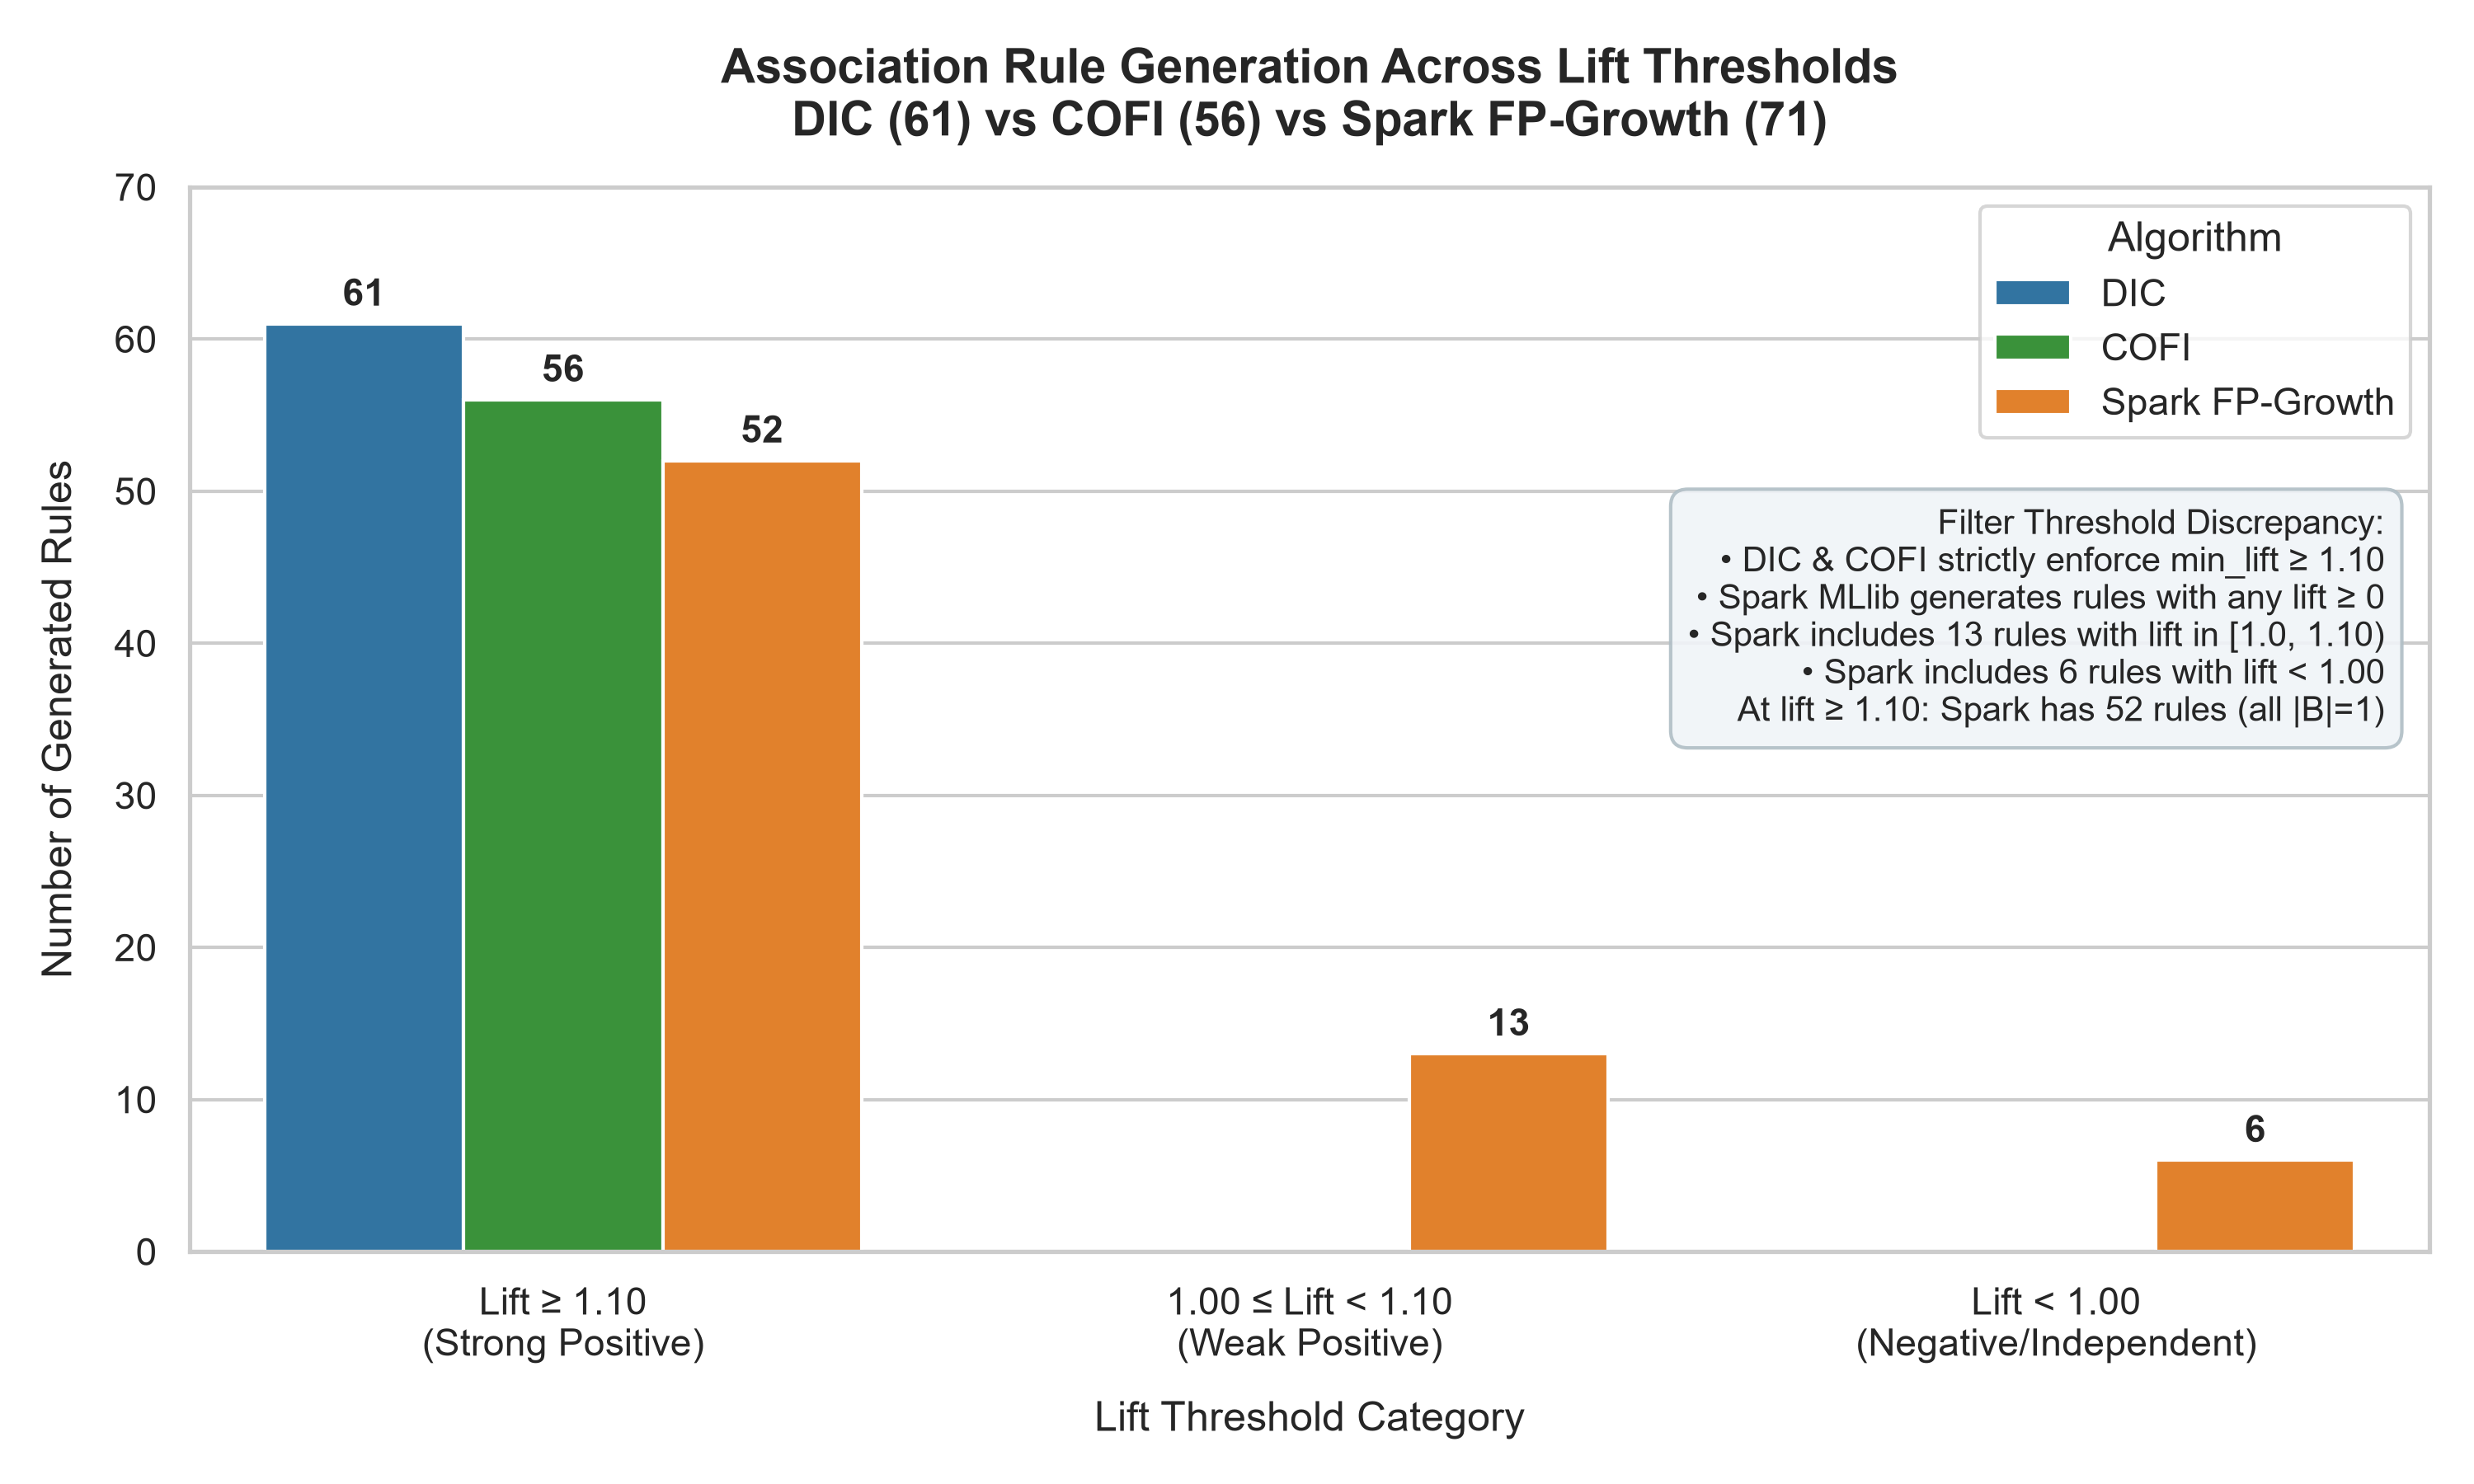 Association Rule Generation Across Lift Thresholds
DIC (61) vs COFI (56) vs Spark FP-Growth (71)
Number of Generated Rules
70
60
50
40
30
20
10
0
61
56
52
13
6
Algorithm
DIC
COFI
Spark FP-Growth
Filter Threshold Discrepancy:
• DIC & COFI strictly enforce min_lift ≥ 1.10
• Spark MLlib generates rules with any lift ≥ 0
• Spark includes 13 rules with lift in [1.0, 1.10)
• Spark includes 6 rules with lift < 1.00
At lift ≥ 1.10: Spark has 52 rules (all |B|=1)
Lift ≥ 1.10
(Strong Positive)
1.00 ≤ Lift < 1.10
(Weak Positive)
Lift < 1.00
(Negative/Independent)
Lift Threshold Category